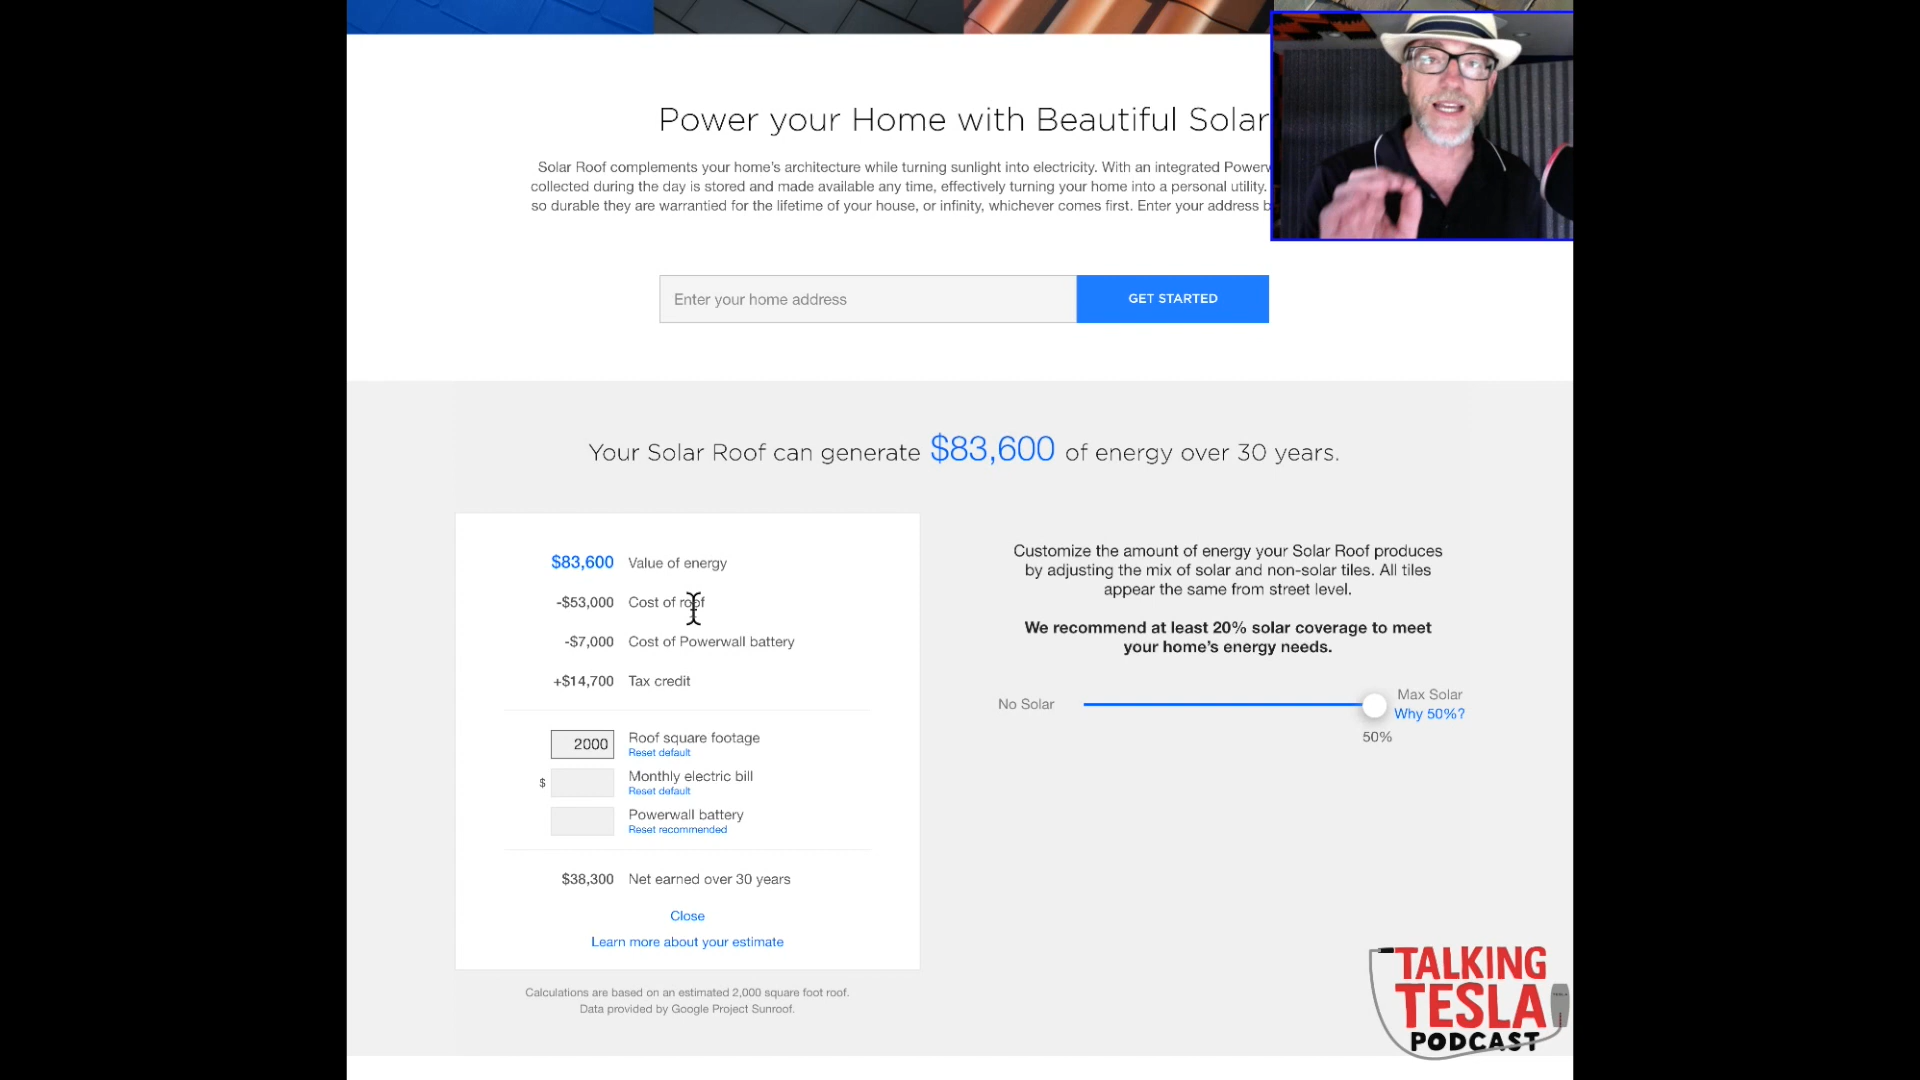 Power your Home with Beautiful Solar
Solar Roof complements your home's architecture while turning sunlight into electricity. With an integrated
collected during the day is stored and made available any time, effectively turning your home into a personal utility.
so durable they are warrantied for the lifetime of your house, or infinity, whichever comes first. Enter your address
Enter your home address
GET STARTED
Your Solar Roof can generate $83,600 of energy over 30 years.
$83,600 Value of energy
-$53,000 Cost of roof
-$7,000 Cost of Powerwall battery
+$14,700 Tax credit
2000 Roof square footage
Reset default
$ Monthly electric bill
Reset default
Powerwall battery
Reset recommended
$38,300 Net earned over 30 years
Close
Learn more about your estimate
Calculations are based on an estimated 2,000 square foot roof.
Data provided by Google Project Sunroof.
Customize the amount of energy your Solar Roof produces
by adjusting the mix of solar and non-solar tiles. All tiles
appear the same from street level.
We recommend at least 20% solar coverage to meet
your home's energy needs.
No Solar
Max Solar
Why 50%?
50%
TALKING
TESLA
PODCAST